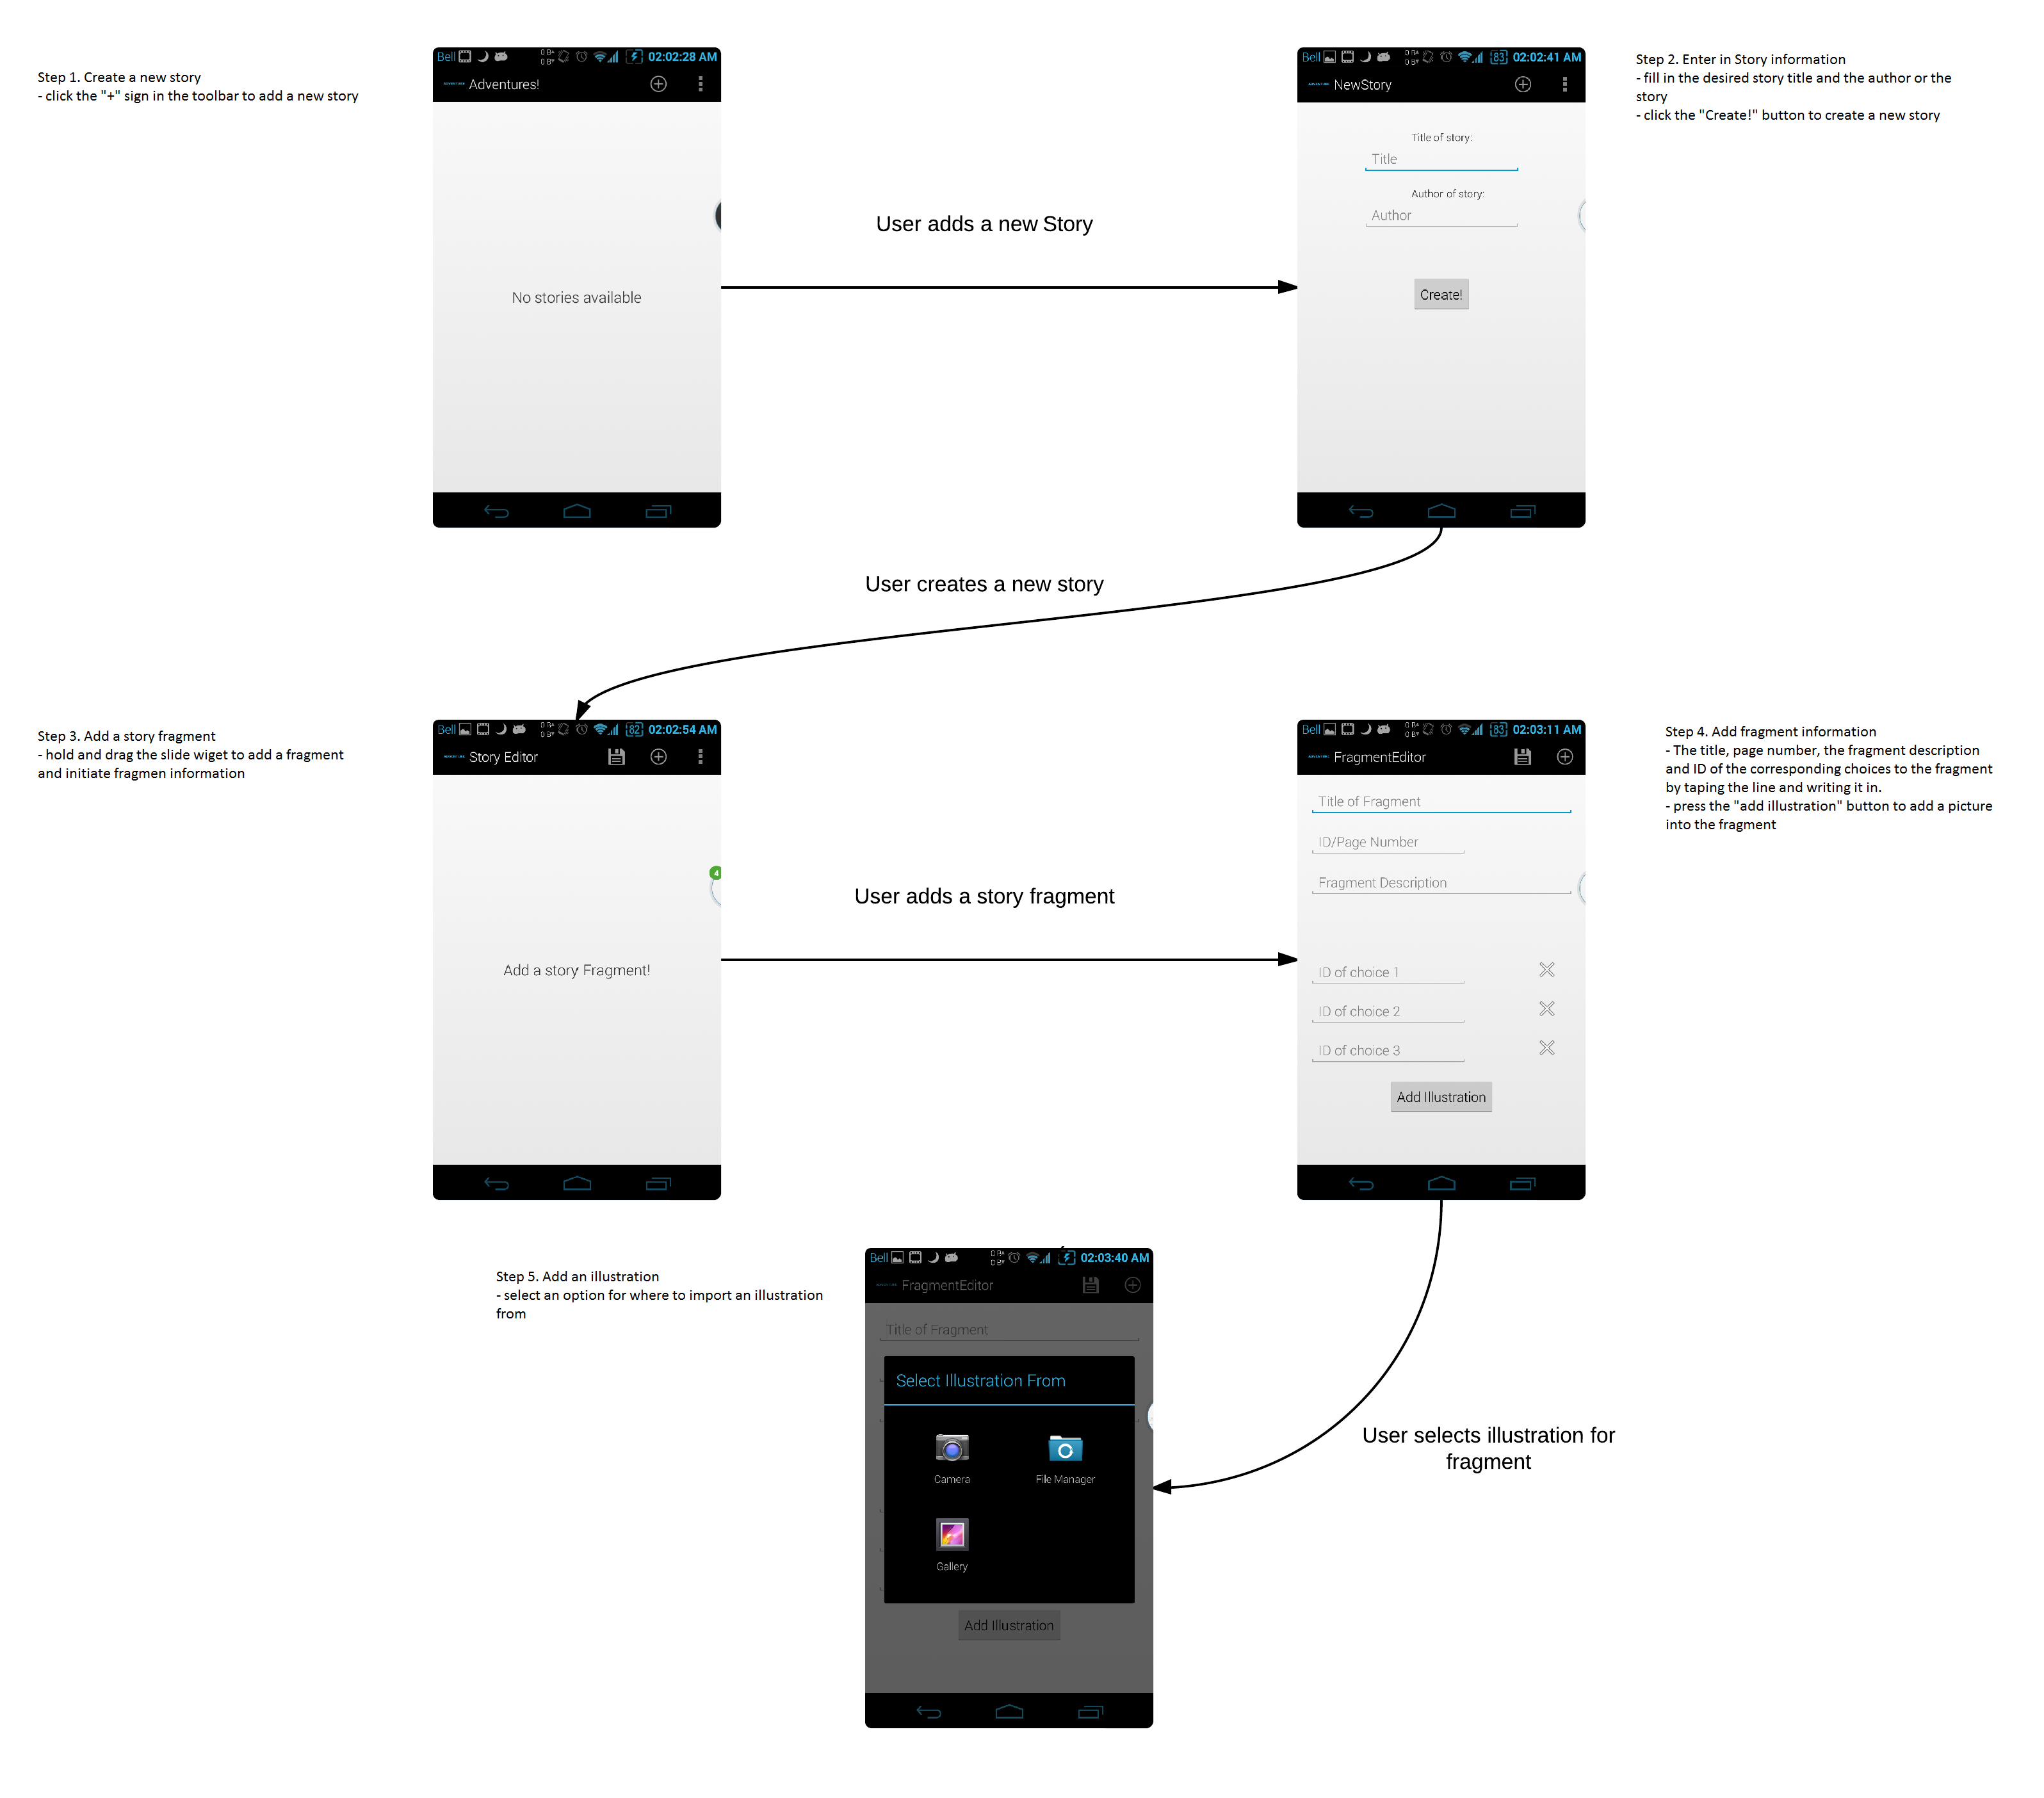 Step 1. Create a new story
- click the "+" sign in the toolbar to add a new story
Bell 02:02:28 AM
Adventures!
No stories available
User adds a new Story
Bell 83 02:02:41 AM
NewStory
Title of story:
Title
Author of story:
Author
Create!
Step 2. Enter in Story information
- fill in the desired story title and the author or the
story
- click the "Create!" button to create a new story
User creates a new story
Step 3. Add a story fragment
- hold and drag the slide wiget to add a fragment
and initiate fragmen information
Bell 82 02:02:54 AM
Story Editor
4
Add a story Fragment!
User adds a story fragment
Bell 83 02:03:11 AM
FragmentEditor
Title of Fragment
ID/Page Number
Fragment Description
ID of choice 1
ID of choice 2
ID of choice 3
Add Illustration
Step 4. Add fragment information
- The title, page number, the fragment description
and ID of the corresponding choices to the fragment
by taping the line and writing it in.
- press the "add illustration" button to add a picture
into the fragment
Step 5. Add an illustration
- select an option for where to import an illustration
from
Bell 02:03:40 AM
FragmentEditor
Title of Fragment
Select Illustration From
Camera
File Manager
Gallery
Add Illustration
User selects illustration for
fragment